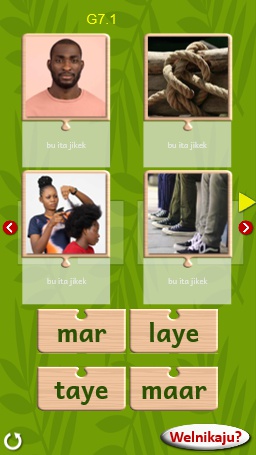 G7.1
bu ita jikek
bu ita jikek
bu ita jikek
bu ita jikek
mar
laye
taye
maar
Welnikaju?